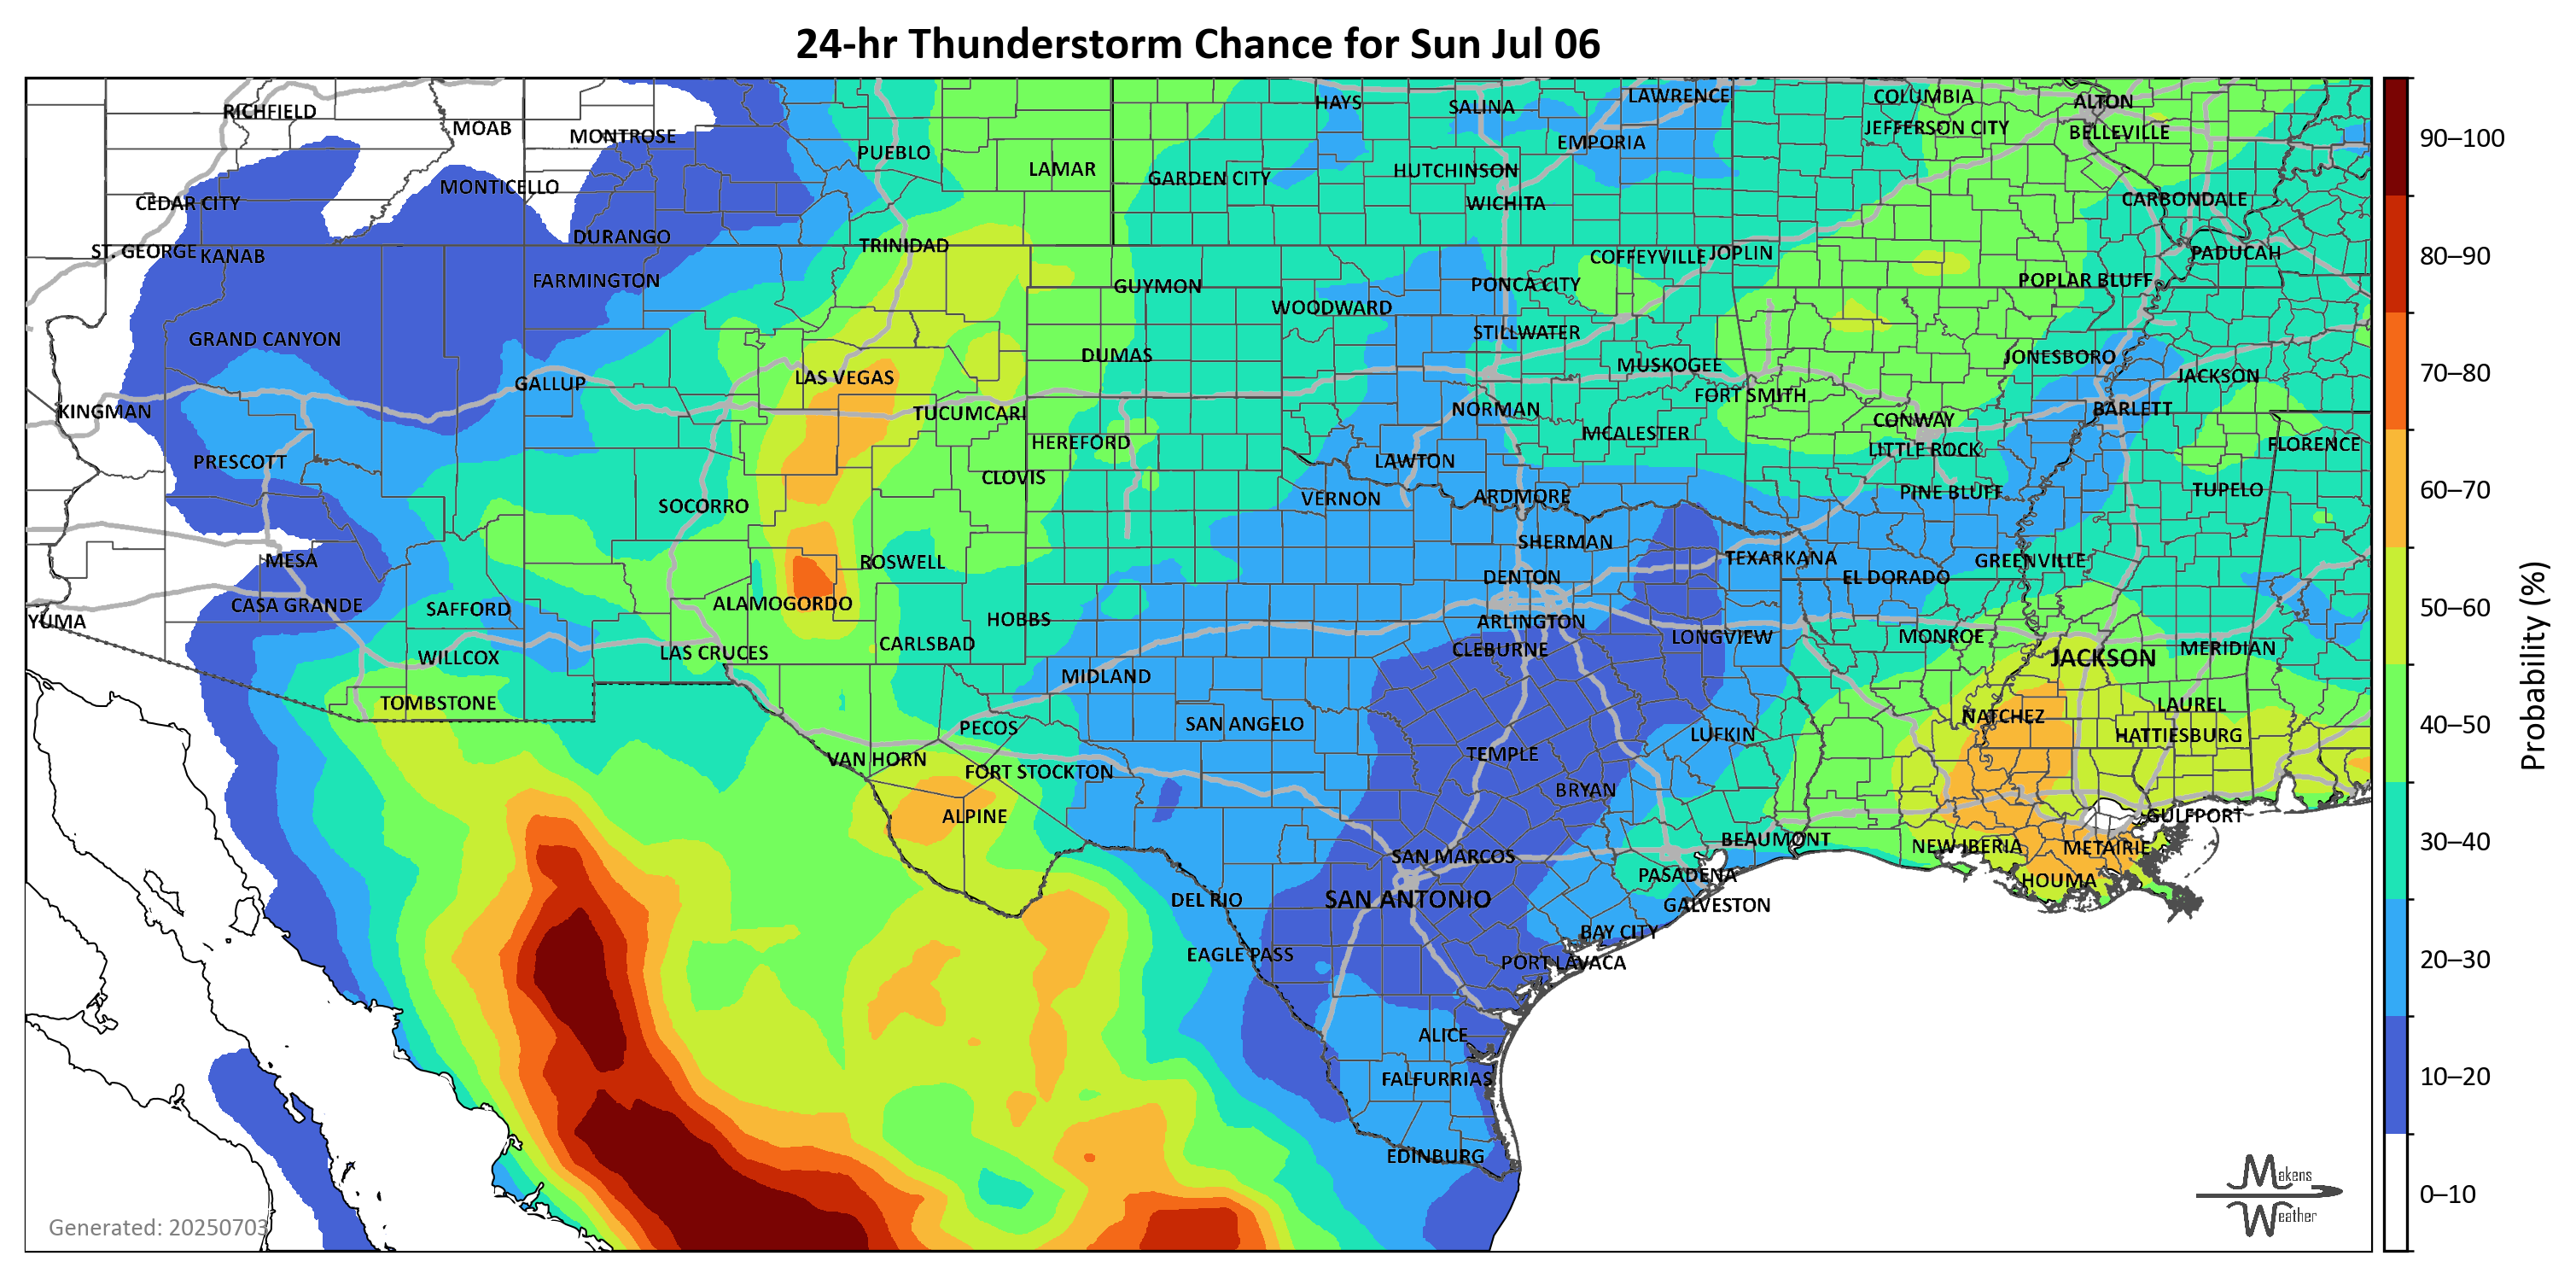 24-hr Thunderstorm Chance for Sun Jul 06
RICHFIELD
MOAB
MONTROSE
PUEBLO
LAMAR
HAYS
SALINA
LAWRENCE
COLUMBIA
ALTON
JEFFERSON CITY
BELLEVILLE
EMPORIA
GARDEN CITY
HUTCHINSON
MONTICELLO
CEDAR CITY
WICHITA
CARBONDALE
DURANGO
TRINIDAD
ST. GEORGE
KANAB
COFFEYVILLE
JOPLIN
PADUCAH
FARMINGTON
GUYMON
PONCA CITY
POPLAR BLUFF
WOODWARD
GRAND CANYON
STILLWATER
DUMAS
JONESBORO
MUSKOGEE
GALLUP
LAS VEGAS
JACKSON
KINGMAN
TUCUMCARI
NORMAN
FORT SMITH
BARLETT
CONWAY
HEREFORD
MCALESTER
LITTLE ROCK
FLORENCE
PRESCOTT
LAWTON
CLOVIS
PINE BLUFF
TUPELO
SOCORRO
VERNON
ARDMORE
SHERMAN
MESA
ROSWELL
TEXARKANA
GREENVILLE
CASA GRANDE
SAFFORD
ALAMOGORDO
DENTON
EL DORADO
YUMA
HOBBS
ARLINGTON
CARLSBAD
CLEBURNE
LONGVIEW
MONROE
MERIDIAN
WILLCOX
LAS CRUCES
JACKSON
MIDLAND
TOMBSTONE
LAUREL
NATCHEZ
PECOS
SAN ANGELO
LUFKIN
HATTIESBURG
VAN HORN
TEMPLE
FORT STOCKTON
BRYAN
ALPINE
GULFPORT
BEAUMONT
NEW IBERIA
METAIRIE
SAN MARCOS
PASADENA
HOUMA
DEL RIO
SAN ANTONIO
GALVESTON
BAY CITY
EAGLE PASS
PORT LAVACA
ALICE
FALFURRIAS
EDINBURG
Generated: 20250703
Makens
Weather
90–100
80–90
70–80
60–70
50–60
40–50
30–40
20–30
10–20
0–10
Probability (%)